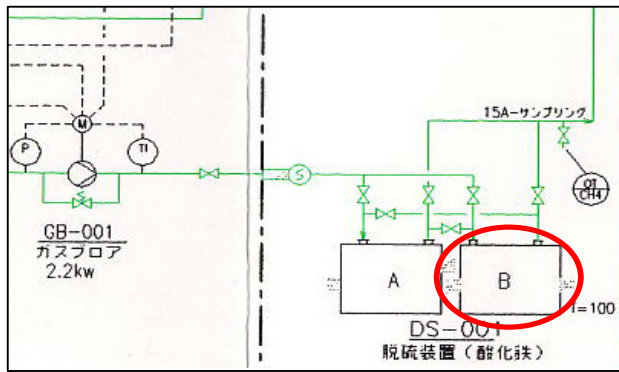 15A-サンプリング
M
P
TI
S
QT
CH4
GB-001
ガスブロア
2.2kw
A
B
T=100
DS-001
脱硫装置(酸化鉄)